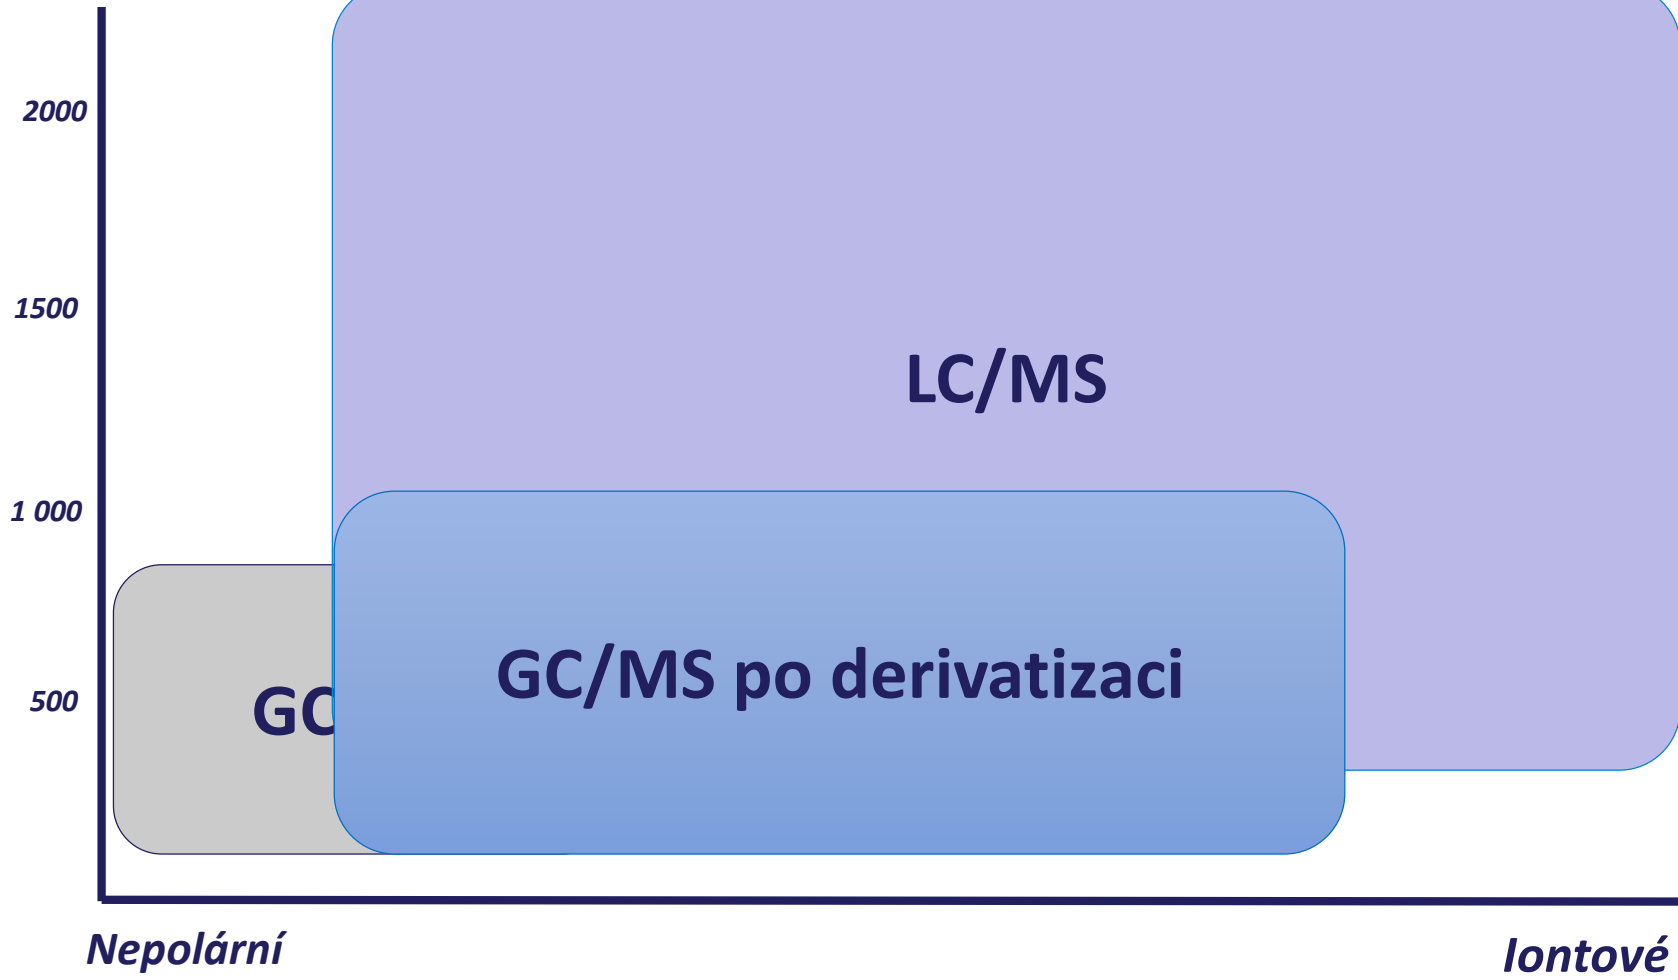 2000
1500
LC/MS
1 000
GC/MS po derivatizaci
500
GC
Nepolární
Iontové